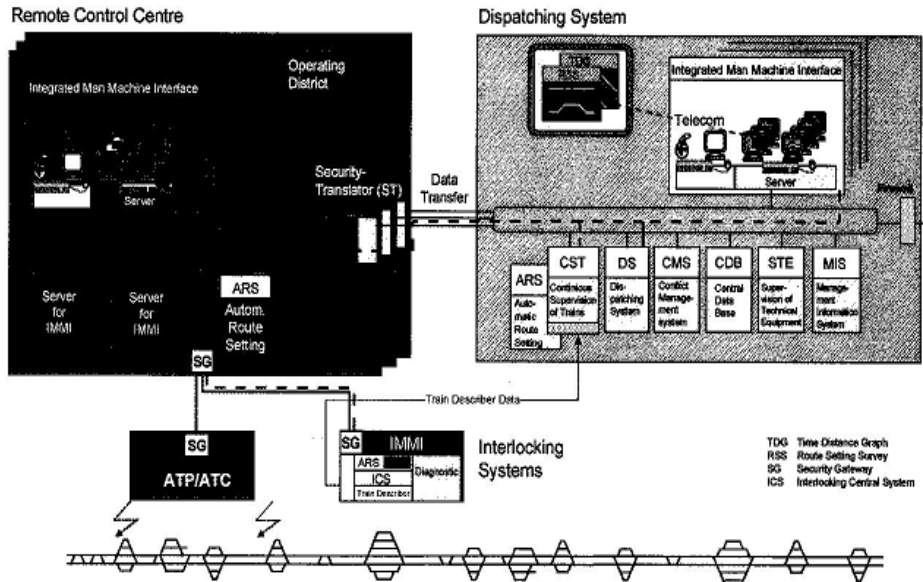 Remote Control Centre
Operating
District
Integrated Man Machine Interface
Server
Security-
Translator (ST)
Server
for
IMMI
Server
for
IMMI
ARS
Autom.
Route
Setting
SG
Data
Transfer
Dispatching System
TDG
RSS
Integrated Man Machine Interface
Telecom
Server
ARS
Auto-
matic
Route
Setting
CST
Continious
Supervision
of Trains
DS
Dis-
patching
System
CMS
Conflict
Manage-
ment
system
CDB
Central
Data
Base
STE
Super-
vision of
Technical
Equipment
MIS
Manage-
ment
Information
System
Train Describer Data
SG
ATP/ATC
SG
IMMI
ARS
ICS
Train Describer
Diagnostic
Interlocking
Systems
TDG Time Distance Graph
RSS Route Setting Survey
SG Security Gateway
ICS Interlocking Central System